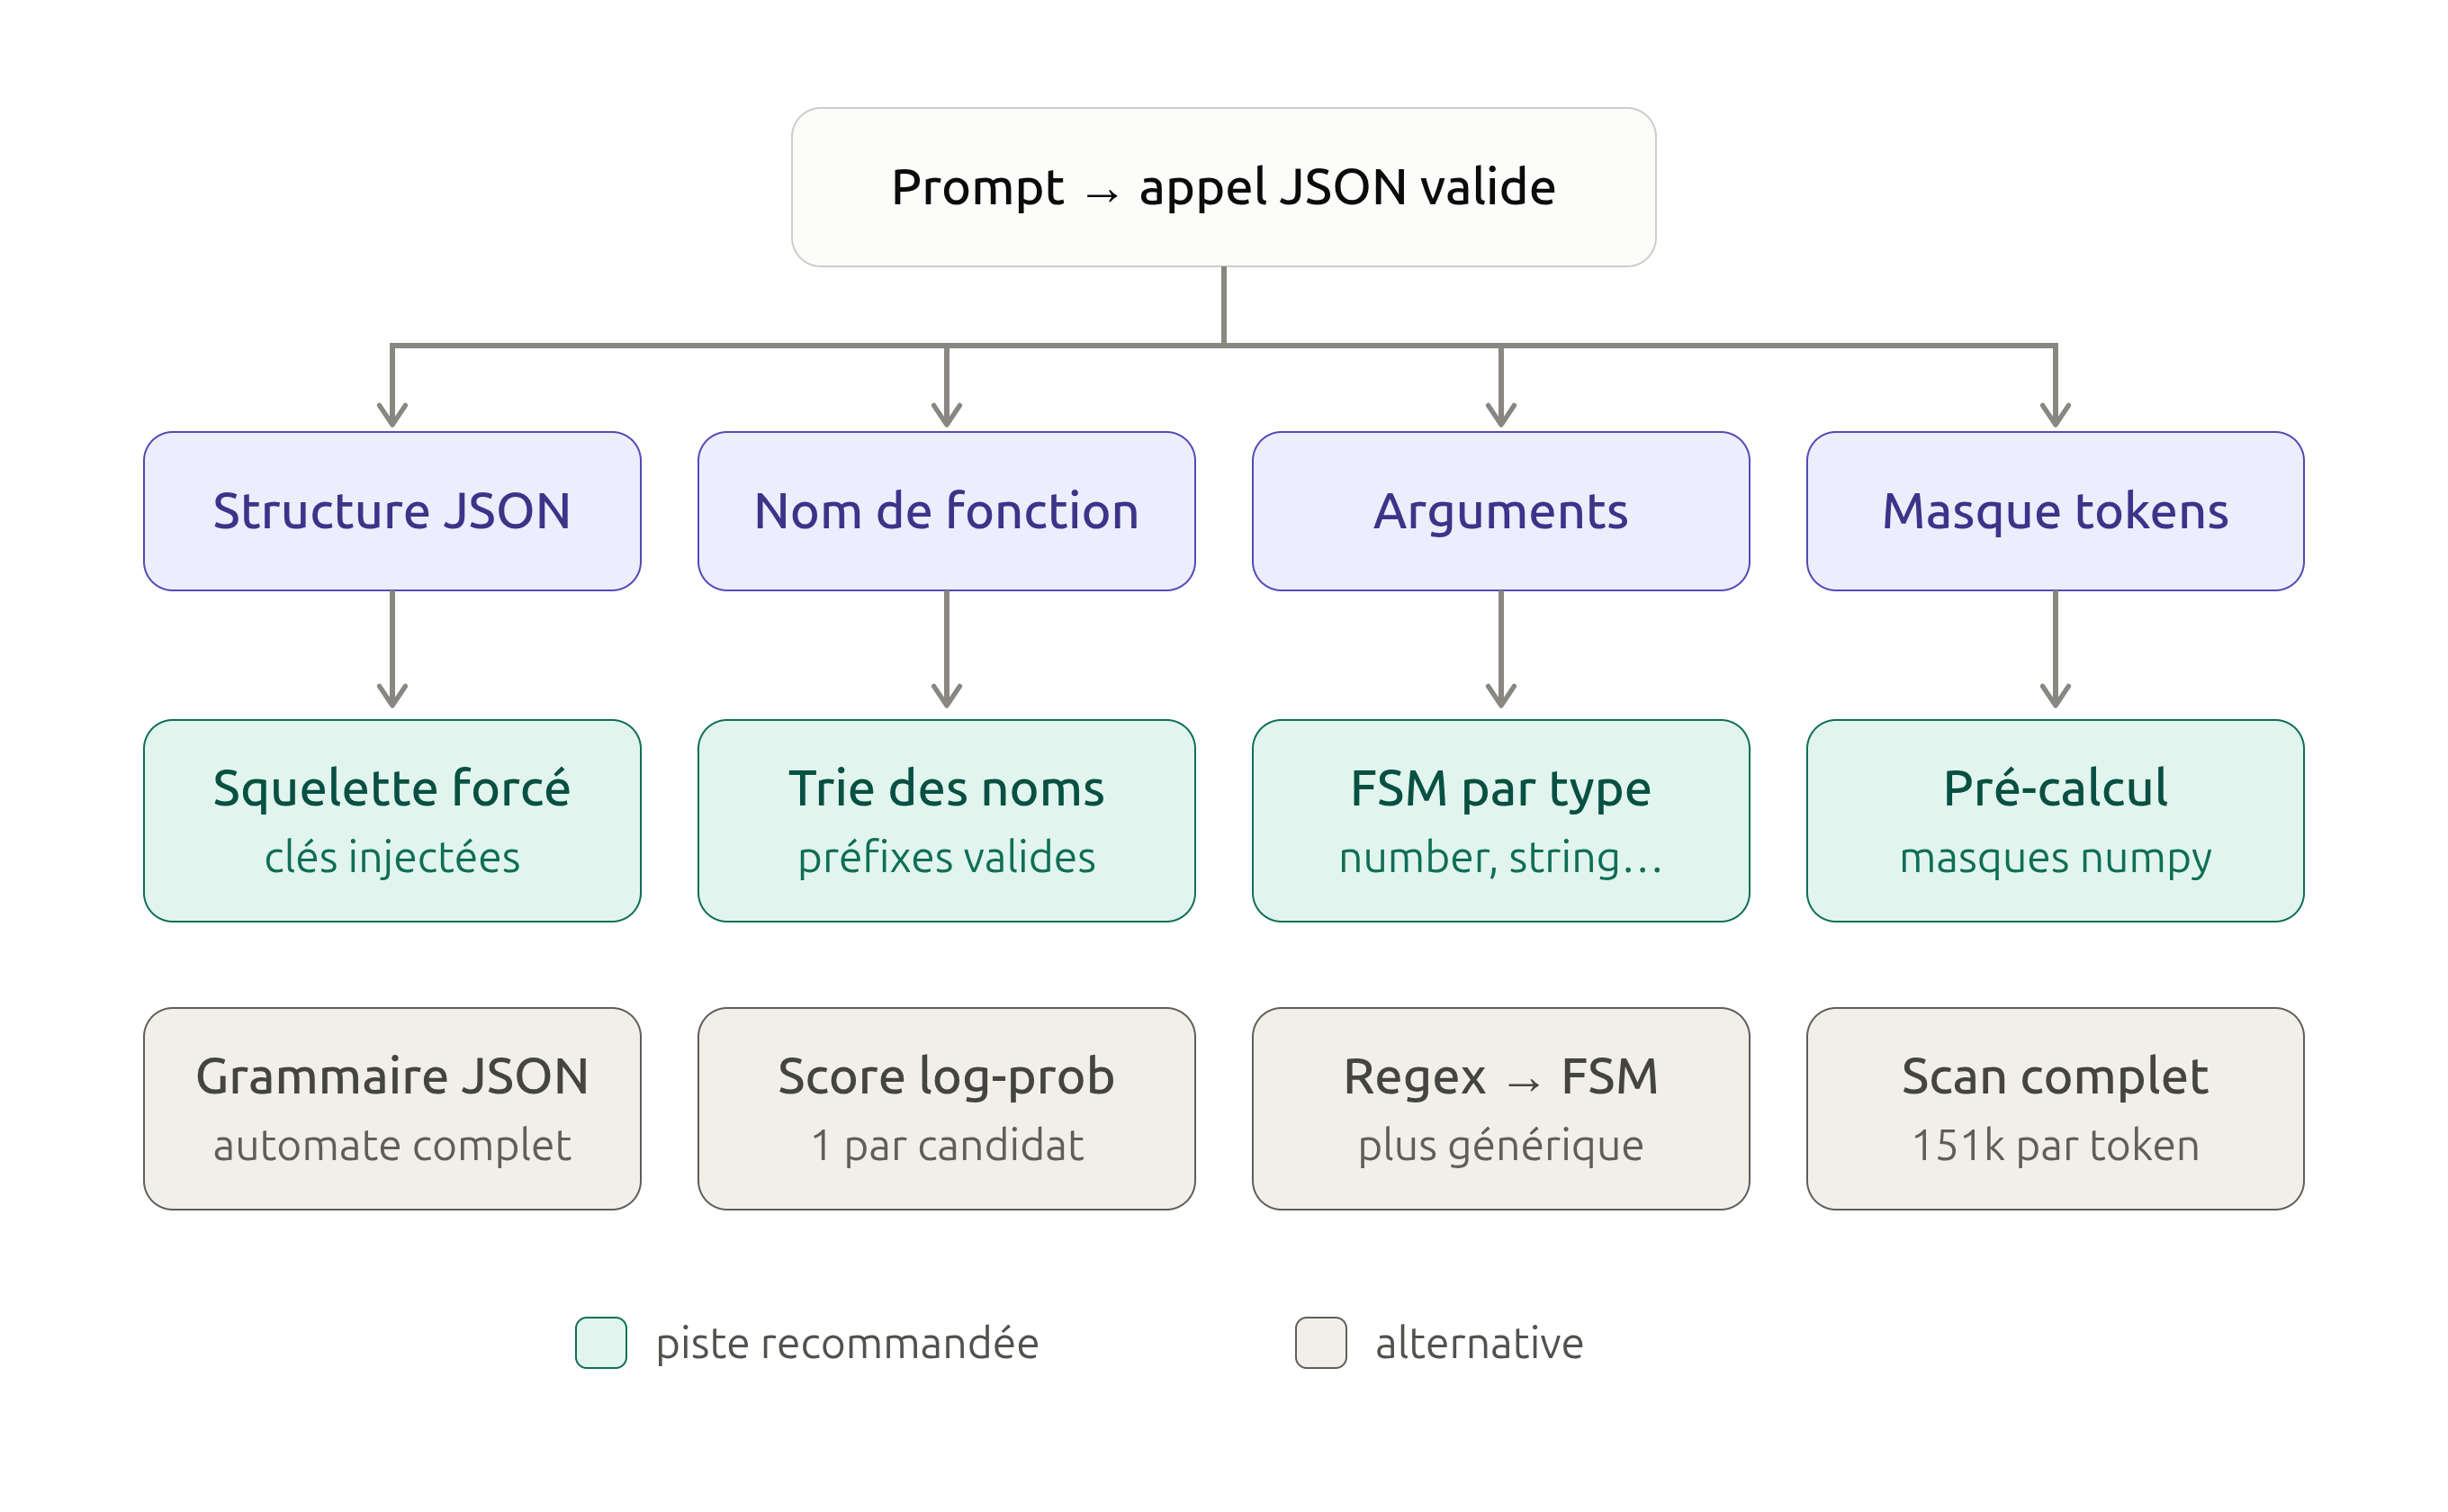 Prompt → appel JSON valide
Structure JSON
Nom de fonction
Arguments
Masque tokens
Squelette forcé
clés injectées
Trie des noms
préfixes valides
FSM par type
number, string…
Pré-calcul
masques numpy
Grammaire JSON
automate complet
Score log-prob
1 par candidat
Regex → FSM
plus générique
Scan complet
151k par token
piste recommandée
alternative